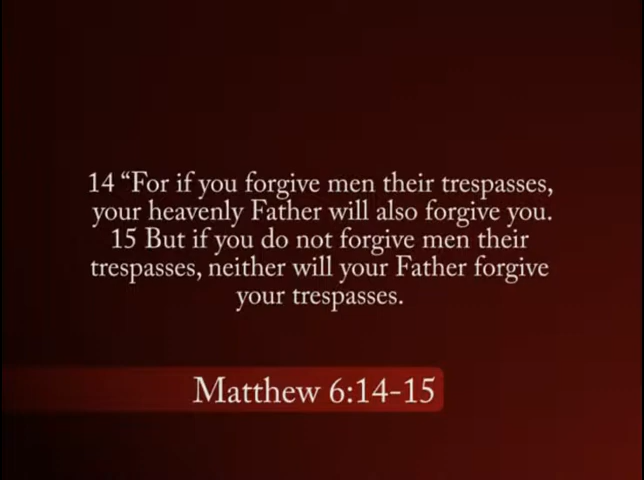 14 “For if you forgive men their trespasses,
your heavenly Father will also forgive you.
15 But if you do not forgive men their
trespasses, neither will your Father forgive
your trespasses.
Matthew 6:14-15